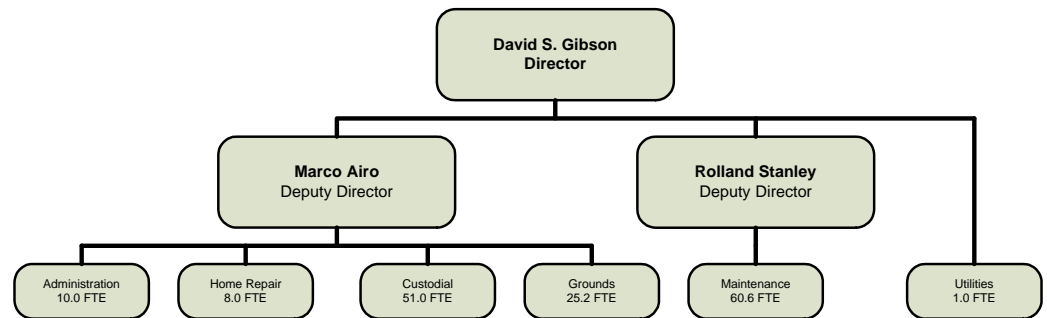 David S. Gibson
Director
Marco Airo
Deputy Director
Rolland Stanley
Deputy Director
Administration
10.0 FTE
Home Repair
8.0 FTE
Custodial
51.0 FTE
Grounds
25.2 FTE
Maintenance
60.6 FTE
Utilities
1.0 FTE